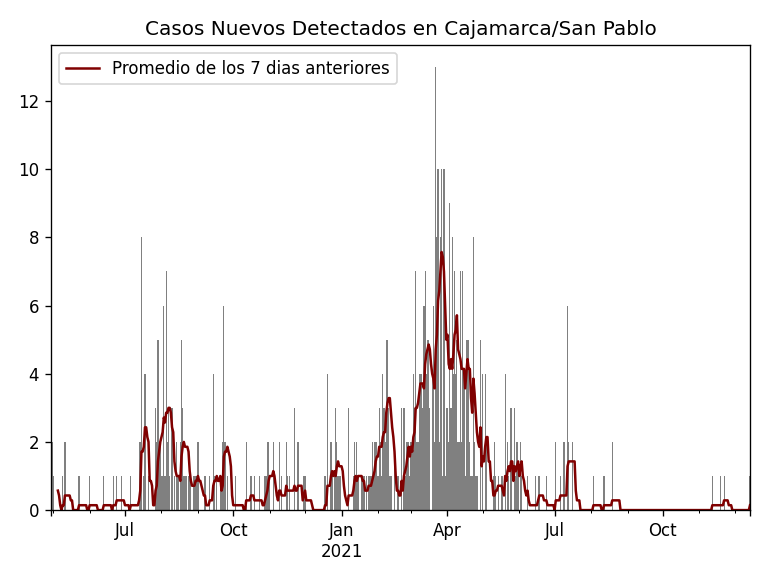 Casos Nuevos Detectados en Cajamarca/San Pablo
Promedio de los 7 dias anteriores
12
10
8
6
4
2
0
Jul
Oct
Jan
2021
Apr
Jul
Oct